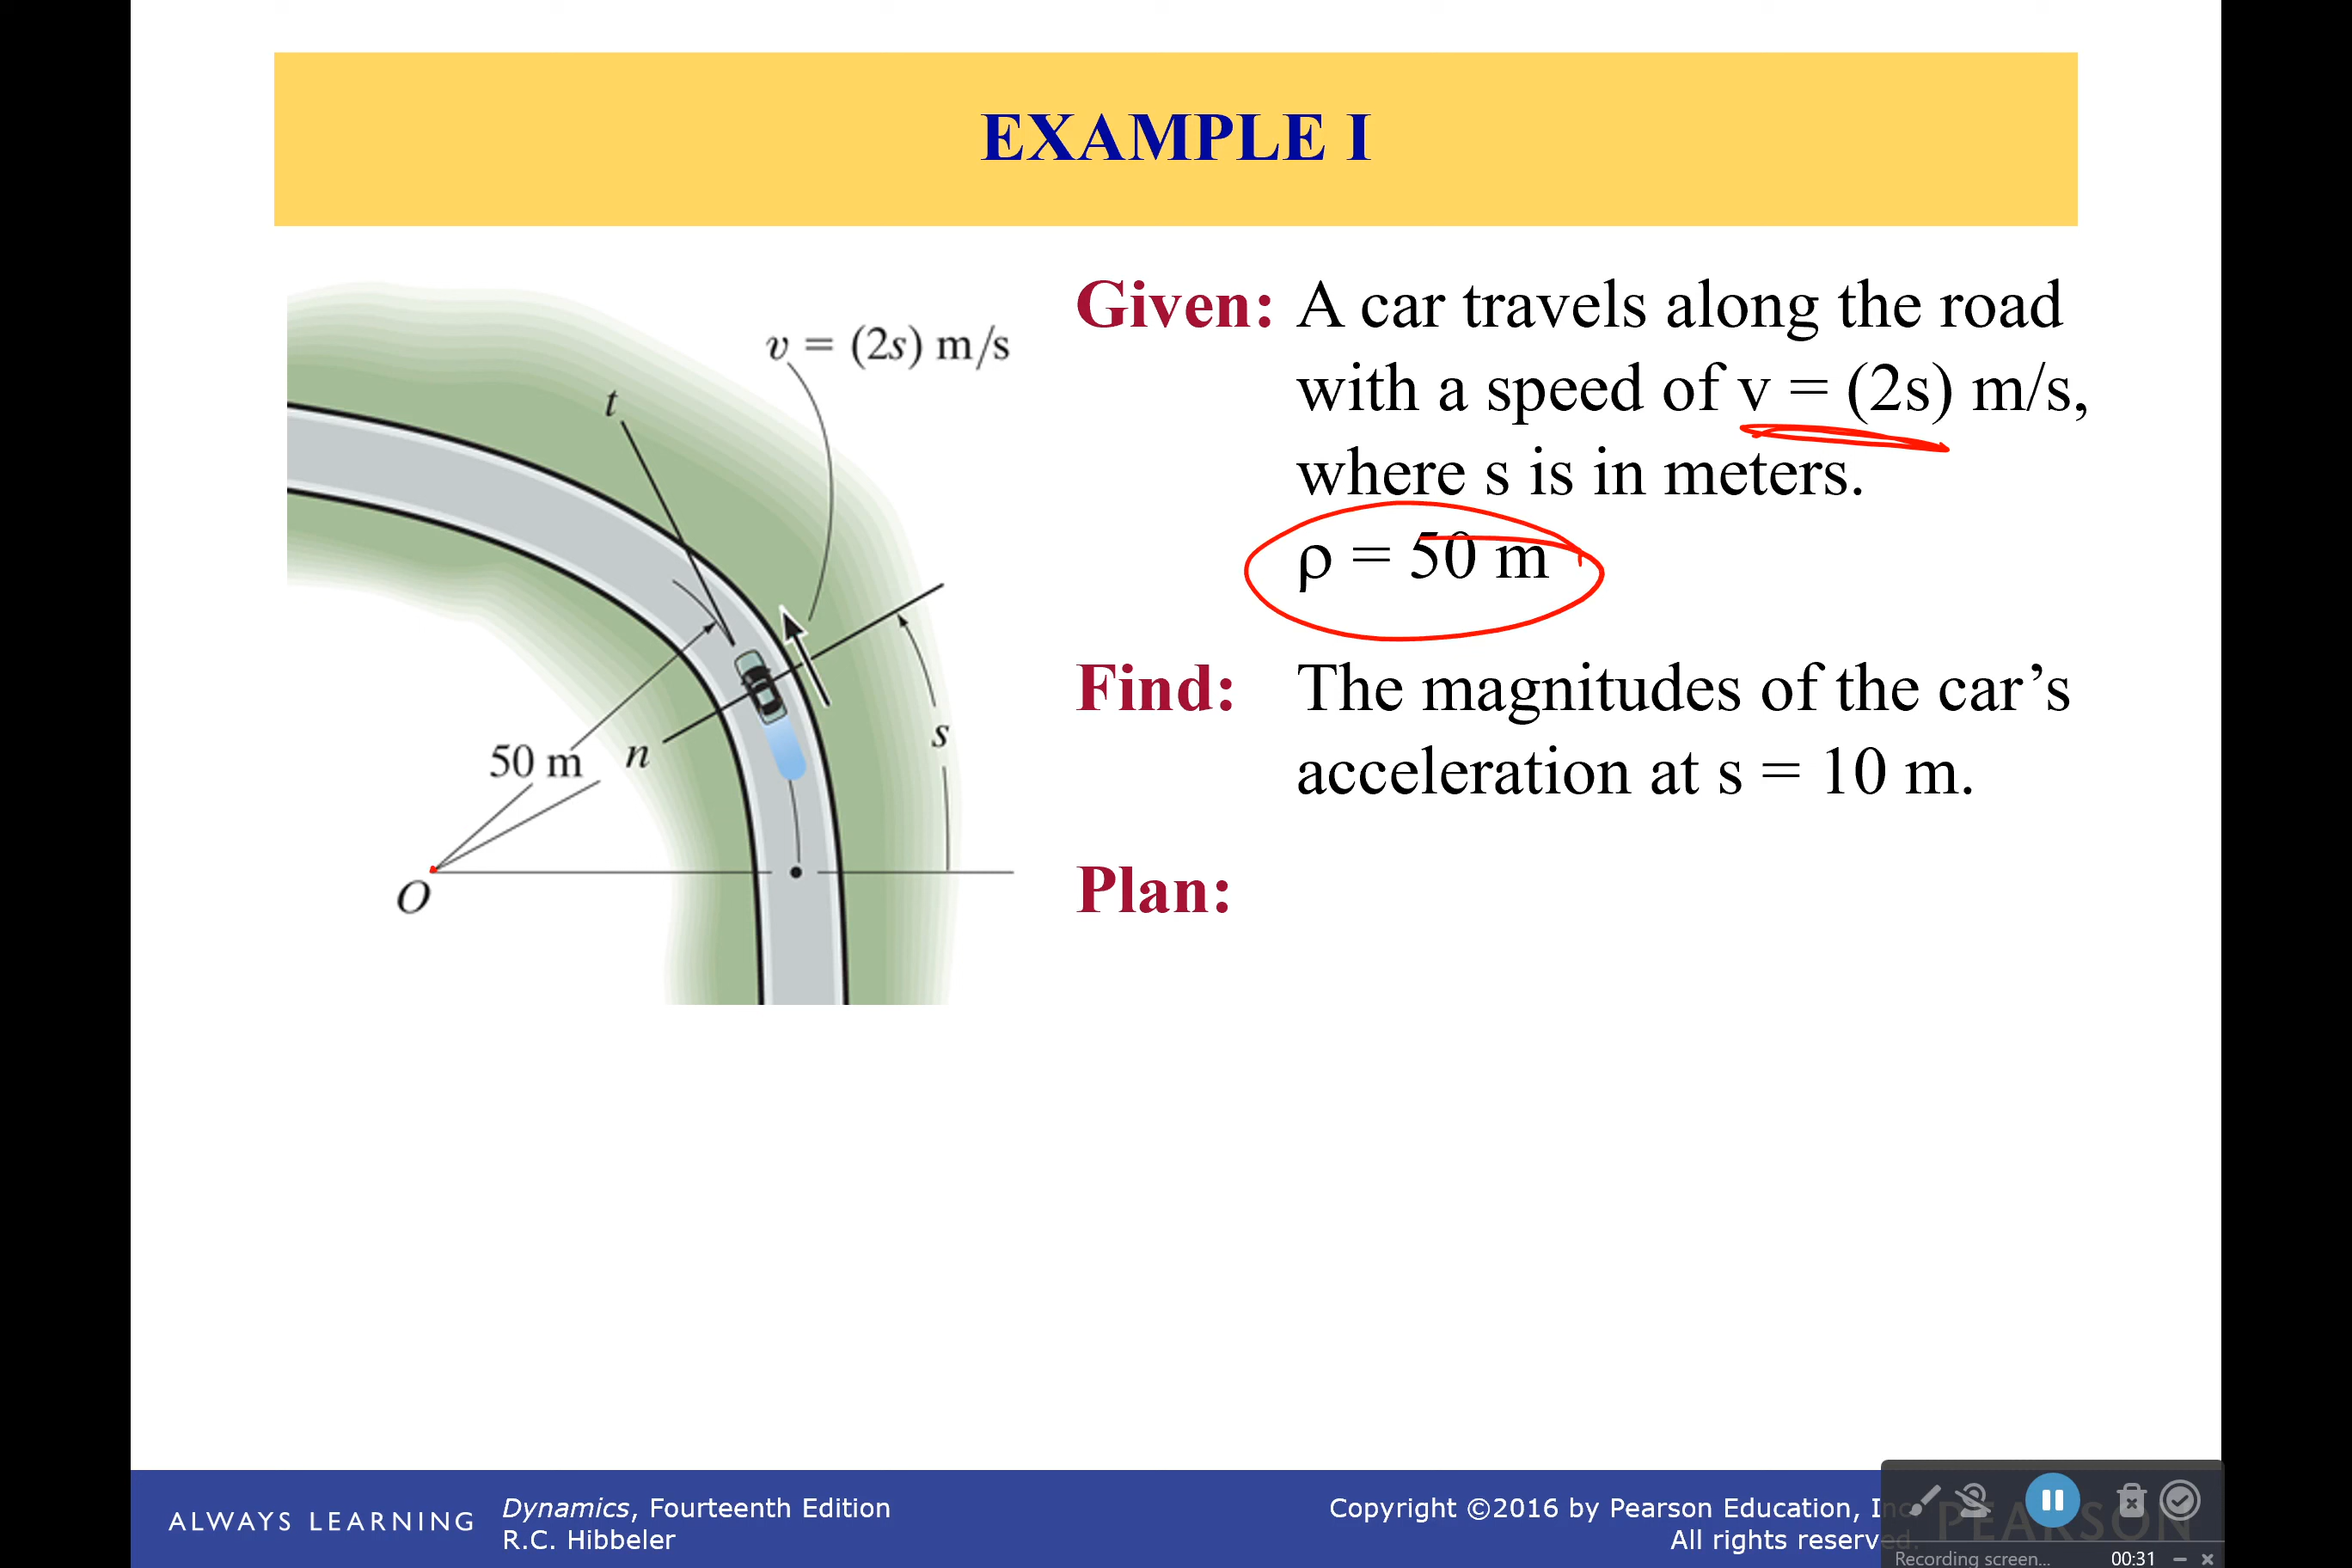 EXAMPLE I
v = (2s) m/s
t
50 m
n
s
O
Given: A car travels along the road
with a speed of v = (2s) m/s,
where s is in meters.
ρ = 50 m
Find: The magnitudes of the car’s
acceleration at s = 10 m.
Plan:
ALWAYS LEARNING
Dynamics, Fourteenth Edition
R.C. Hibbeler
Copyright ©2016 by Pearson Education, Inc
All rights reserved.
PEARSON
Recording screen... 00:31